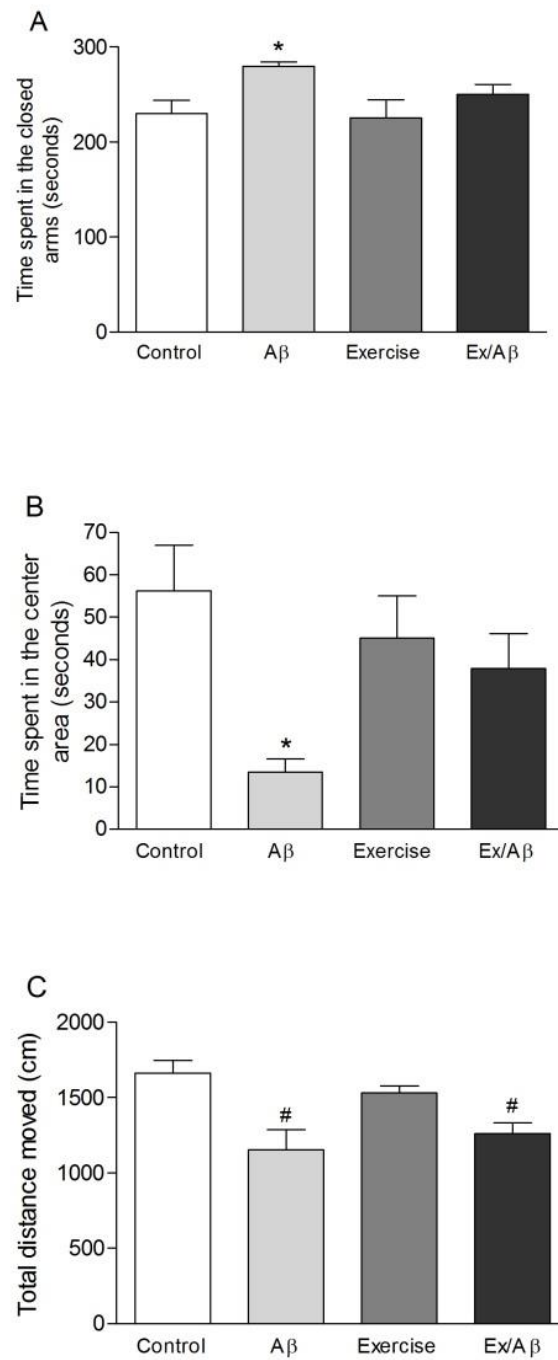 A
Time spent in the closed
arms (seconds)
300
200
100
0
*
Control
Aβ
Exercise
Ex/Aβ
B
Time spent in the center
area (seconds)
70
60
50
40
30
20
10
0
*
Control
Aβ
Exercise
Ex/Aβ
C
Total distance moved (cm)
2000
1500
1000
500
0
#
#
Control
Aβ
Exercise
Ex/Aβ